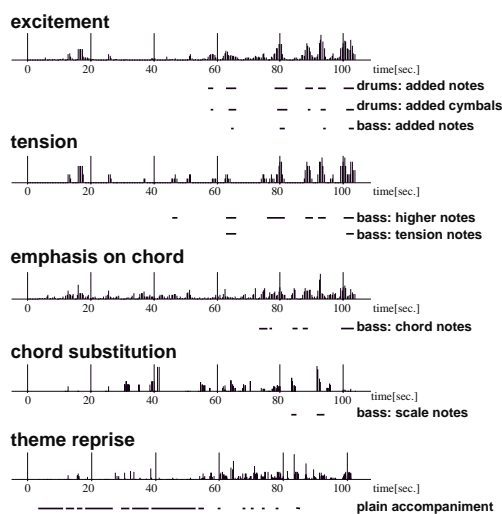 excitement
0 20 40 60 80 100 time[sec.]
drums: added notes
drums: added cymbals
bass: added notes
tension
0 20 40 60 80 100 time[sec.]
bass: higher notes
bass: tension notes
emphasis on chord
0 20 40 60 80 100 time[sec.]
bass: chord notes
chord substitution
0 20 40 60 80 100 time[sec.]
bass: scale notes
theme reprise
0 20 40 60 80 100 time[sec.]
plain accompaniment